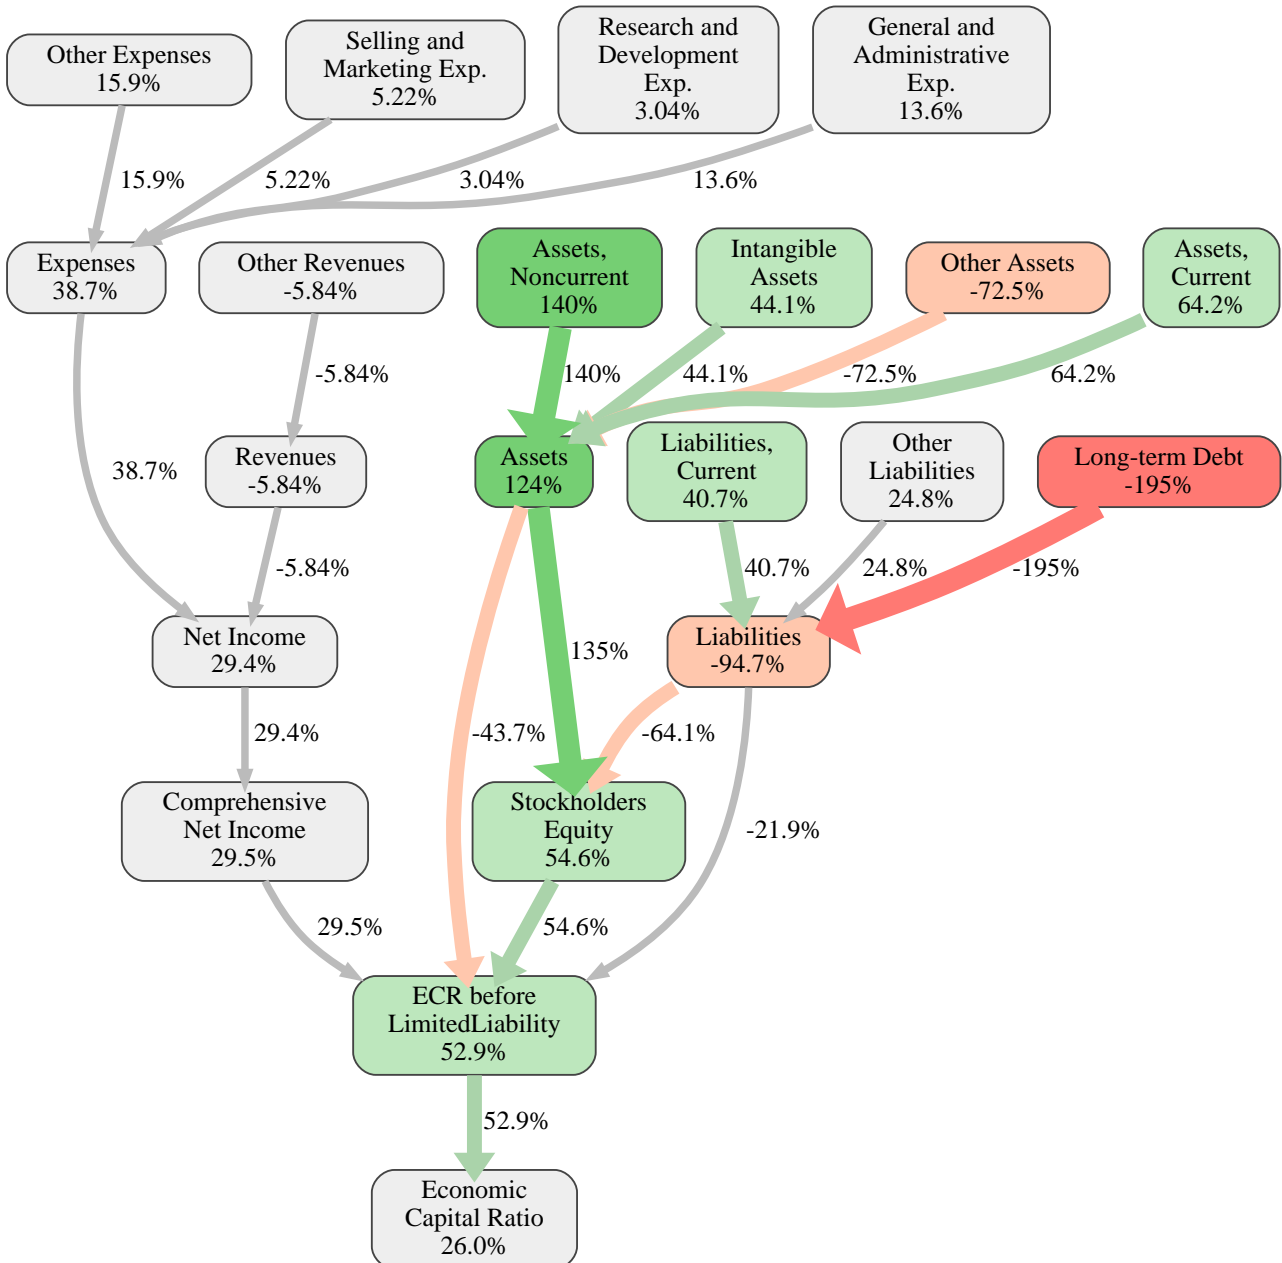 Other Expenses
15.9%
Selling and
Marketing Exp.
5.22%
Research and
Development
Exp.
3.04%
General and
Administrative
Exp.
13.6%
15.9%
5.22%
3.04%
13.6%
Expenses
38.7%
Other Revenues
-5.84%
Assets,
Noncurrent
140%
Intangible
Assets
44.1%
Other Assets
-72.5%
Assets,
Current
64.2%
-5.84%
140%
44.1%
-72.5%
64.2%
38.7%
Revenues
-5.84%
Assets
124%
Liabilities,
Current
40.7%
Other
Liabilities
24.8%
Long-term Debt
-195%
-5.84%
40.7%
24.8%
-195%
Net Income
29.4%
135%
Liabilities
-94.7%
29.4%
-43.7%
-64.1%
Comprehensive
Net Income
29.5%
Stockholders
Equity
54.6%
-21.9%
29.5%
54.6%
ECR before
LimitedLiability
52.9%
52.9%
Economic
Capital Ratio
26.0%